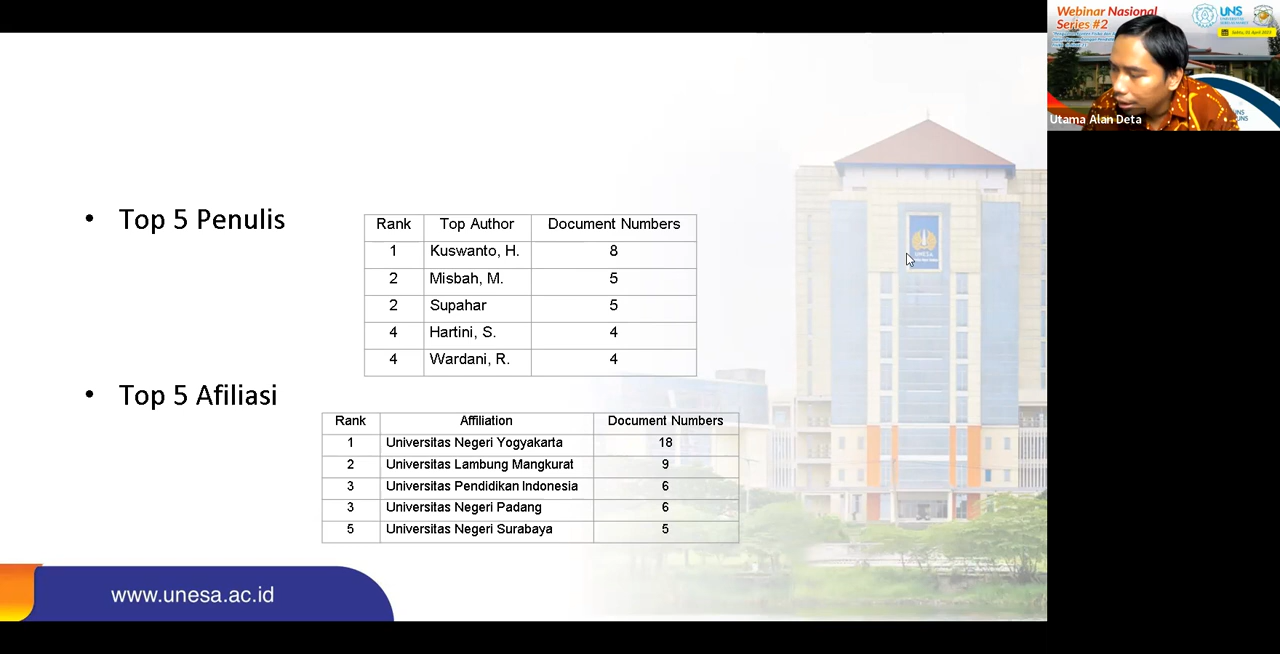 • Top 5 Penulis
Rank Top Author Document Numbers
1 Kuswanto, H. 8
2 Misbah, M. 5
2 Supahar 5
4 Hartini, S. 4
4 Wardani, R. 4
• Top 5 Afiliasi
Rank Affiliation Document Numbers
1 Universitas Negeri Yogyakarta 18
2 Universitas Lambung Mangkurat 9
3 Universitas Pendidikan Indonesia 6
3 Universitas Negeri Padang 6
5 Universitas Negeri Surabaya 5
www.unesa.ac.id
UNESA
Webinar Nasional
Series #2
UNS
Utama Alan Deta